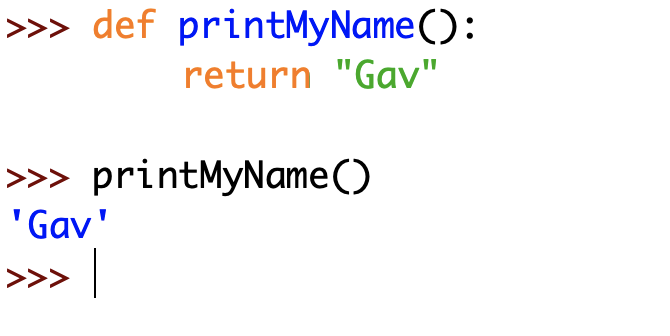 >>> def printMyName():
        return "Gav"
>>> printMyName()
'Gav'
>>>